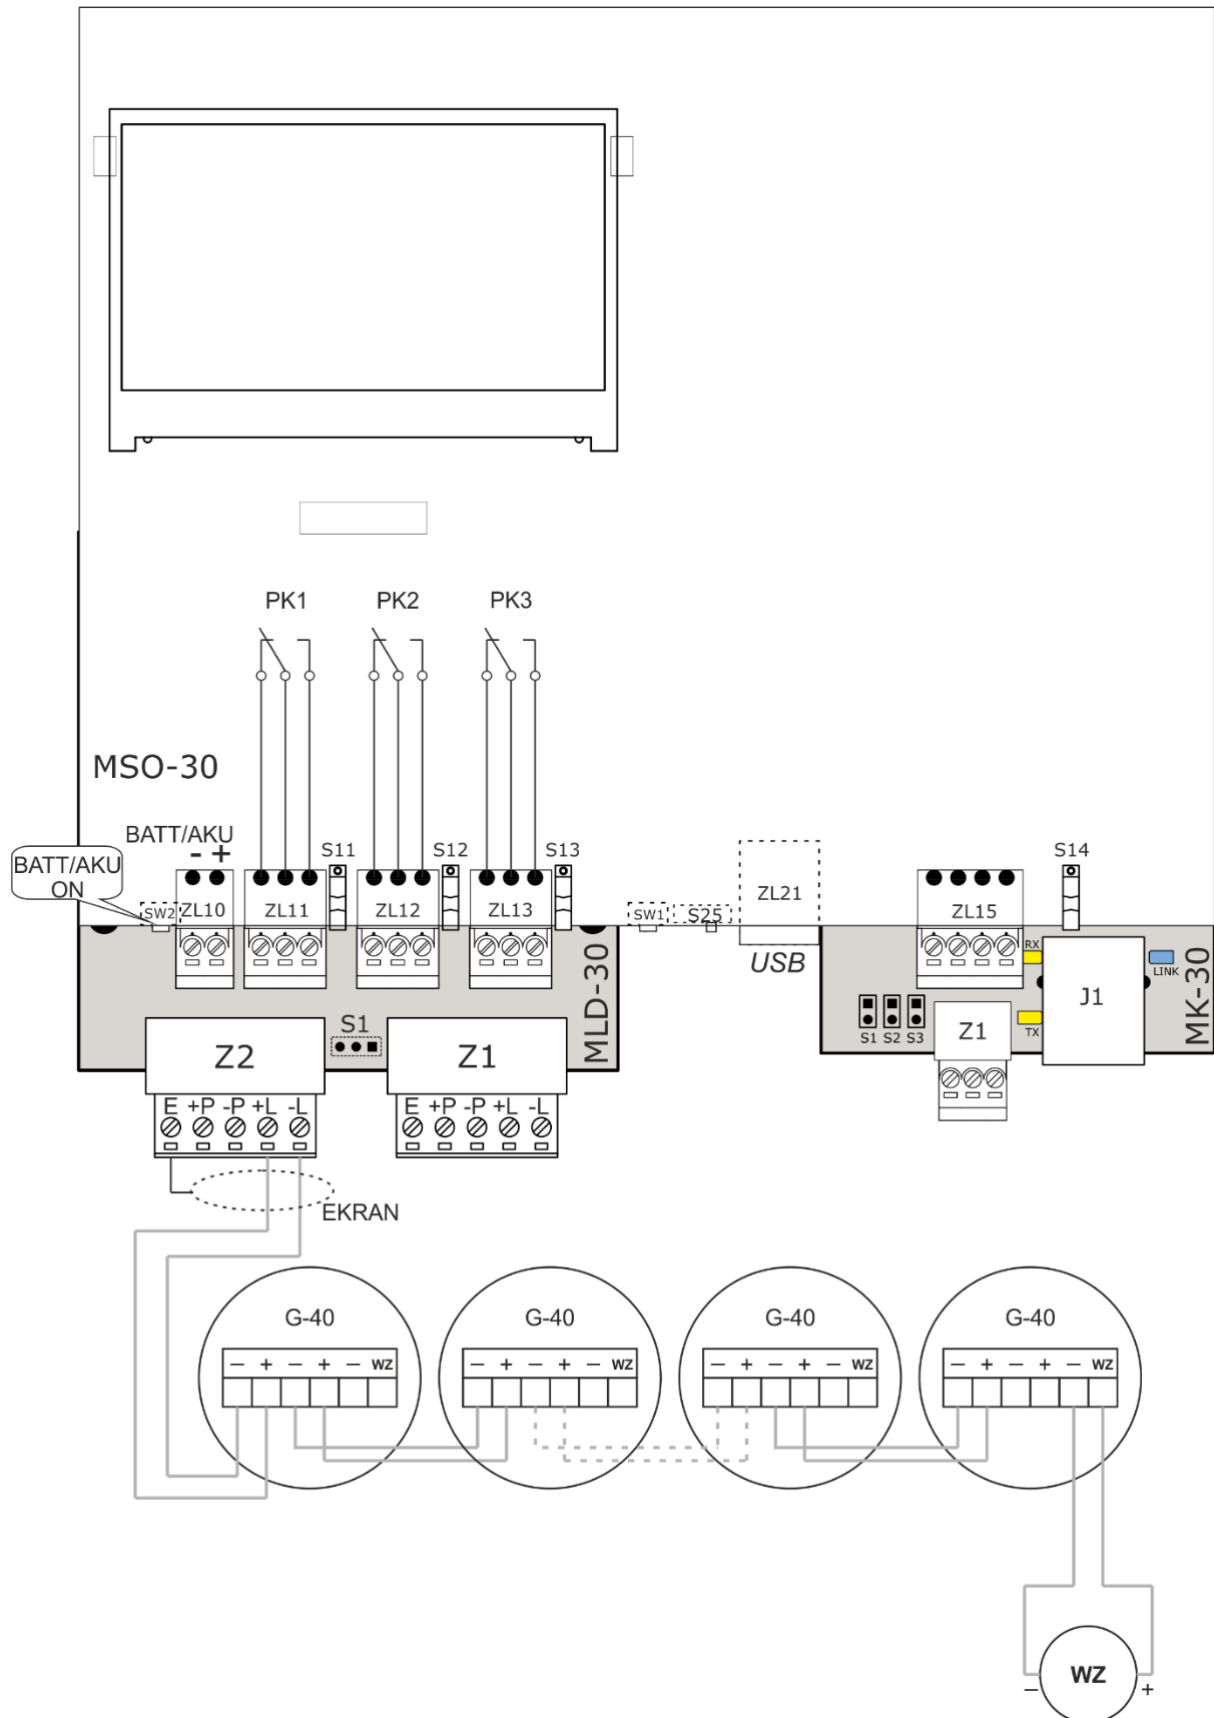 PK1 PK2 PK3
MSO-30
BATT/AKU
- +
BATT/AKU
ON
S11 S12 S13 S14
SW2 ZL10 ZL11 ZL12 ZL13 SW1 S25 ZL21 ZL15
USB
RX
LINK
MLD-30
MK-30
J1
S1
TX
S1 S2 S3
Z1
Z2 Z1
E +P -P +L -L
E +P -P +L -L
EKRAN
G-40 G-40 G-40 G-40
− + − + − WZ
− + − + − WZ
− + − + − WZ
− + − + − WZ
WZ
− +